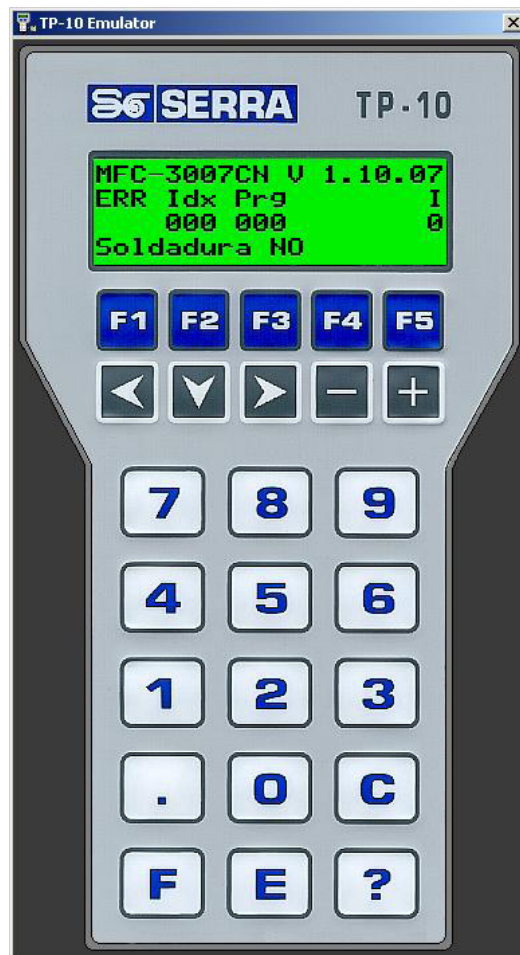 TP-10 Emulator
SERRA TP-10
MFC-3007CN V 1.10.07
ERR Idx Prg I
000 000 0
Soldadura NO
F1 F2 F3 F4 F5
- +
7 8 9
4 5 6
1 2 3
. 0 C
F E ?